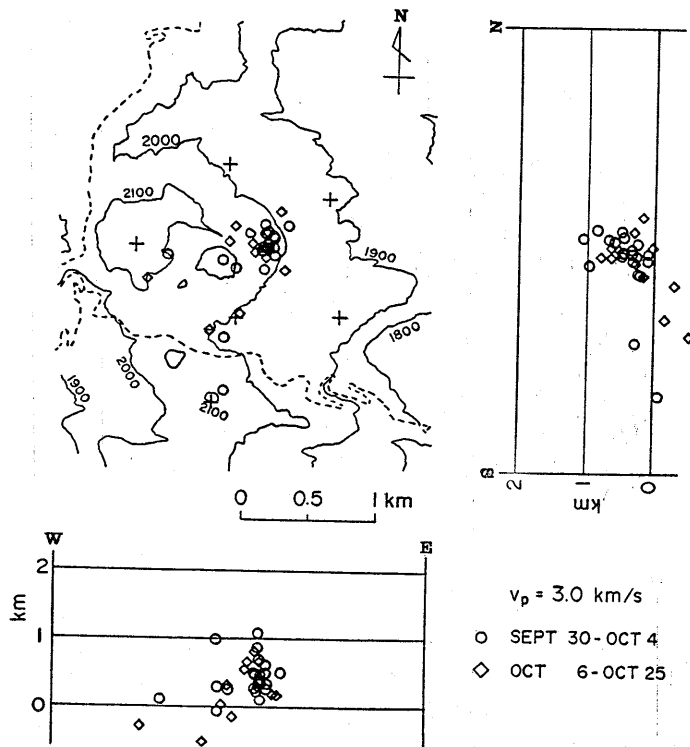 N
2000
2100
1900
1800
1900
2000
2100
0 0.5 1 km
N
S
2 1 0
km
W E
2
1
0
km
Vp = 3.0 km/s
SEPT 30-OCT 4
OCT 6-OCT 25